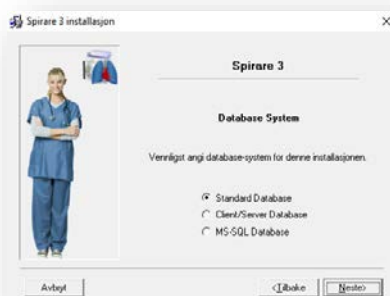 Spirare 3 installasjon
Spirare 3
Database System
Vennligst angi database-system for denne installasjonen.
Standard Database
Client/Server Database
MS-SQL Database
Avbryt
<Tilbake
Neste>